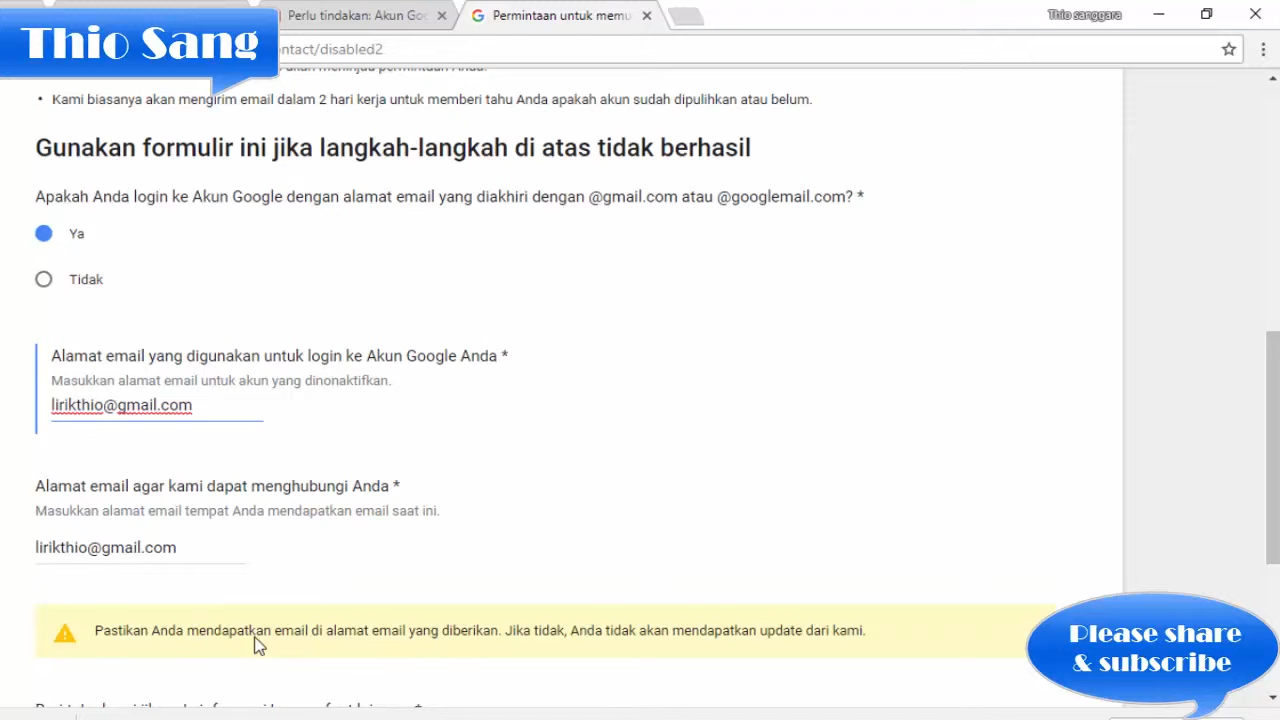 Perlu tindakan: Akun Goo
Permintaan untuk memu
Thio sanggara
Thio Sang
ontact/disabled2
akan meninjau permintaan Anda.
• Kami biasanya akan mengirim email dalam 2 hari kerja untuk memberi tahu Anda apakah akun sudah dipulihkan atau belum.
Gunakan formulir ini jika langkah-langkah di atas tidak berhasil
Apakah Anda login ke Akun Google dengan alamat email yang diakhiri dengan @gmail.com atau @googlemail.com? *
Ya
Tidak
Alamat email yang digunakan untuk login ke Akun Google Anda *
Masukkan alamat email untuk akun yang dinonaktifkan.
lirikthio@gmail.com
Alamat email agar kami dapat menghubungi Anda *
Masukkan alamat email tempat Anda mendapatkan email saat ini.
lirikthio@gmail.com
Pastikan Anda mendapatkan email di alamat email yang diberikan. Jika tidak, Anda tidak akan mendapatkan update dari kami.
Please share
& subscribe